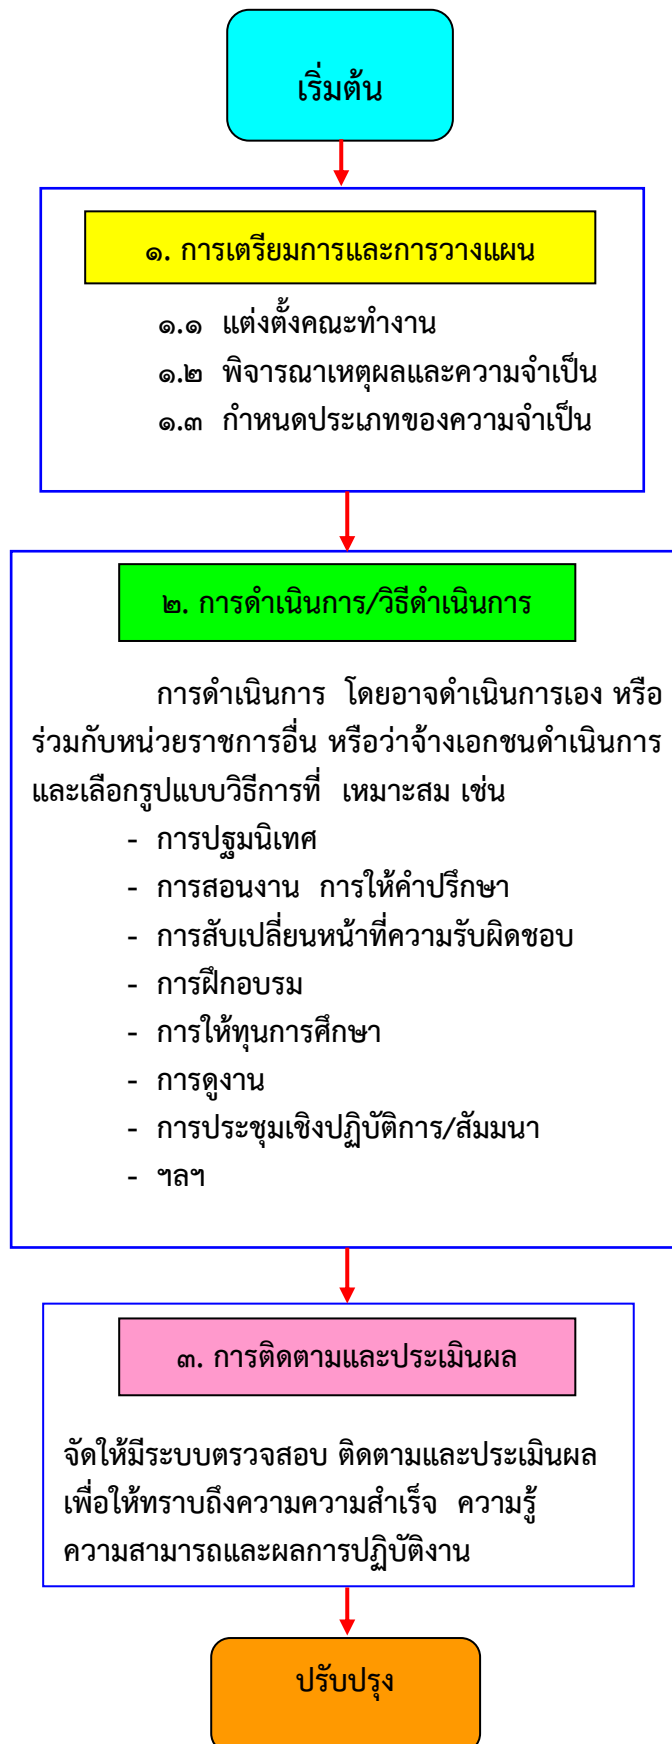 เริ่มต้น
๑. การเตรียมการและการวางแผน
๑.๑ แต่งตั้งคณะทำงาน
๑.๒ พิจารณาเหตุผลและความจำเป็น
๑.๓ กำหนดประเภทของความจำเป็น
๒. การดำเนินการ/วิธีดำเนินการ
การดำเนินการ โดยอาจดำเนินการเอง หรือ
ร่วมกับหน่วยราชการอื่น หรือว่าจ้างเอกชนดำเนินการ
และเลือกรูปแบบวิธีการที่ เหมาะสม เช่น
- การปฐมนิเทศ
- การสอนงาน การให้คำปรึกษา
- การสับเปลี่ยนหน้าที่ความรับผิดชอบ
- การฝึกอบรม
- การให้ทุนการศึกษา
- การดูงาน
- การประชุมเชิงปฏิบัติการ/สัมมนา
- ฯลฯ
๓. การติดตามและประเมินผล
จัดให้มีระบบตรวจสอบ ติดตามและประเมินผล
เพื่อให้ทราบถึงความความสำเร็จ ความรู้
ความสามารถและผลการปฏิบัติงาน
ปรับปรุง